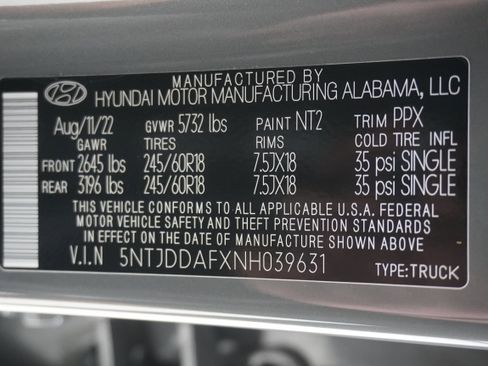 MANUFACTURED BY
HYUNDAI MOTOR MANUFACTURING ALABAMA, LLC
Aug/11/22 GVWR 5732 lbs PAINT NT2 TRIM PPX
GAWR TIRES RIMS COLD TIRE INFL
FRONT 2645 lbs 245/60R18 7.5JX18 35 psi SINGLE
REAR 3196 lbs 245/60R18 7.5JX18 35 psi SINGLE
THIS VEHICLE CONFORMS TO ALL APPLICABLE U.S.A. FEDERAL
MOTOR VEHICLE SAFETY AND THEFT PREVENTION STANDARDS
IN EFFECT ON THE DATE OF MANUFACTURE SHOWN ABOVE.
V.I.N 5NTJDDAFXNH039631 TYPE:TRUCK